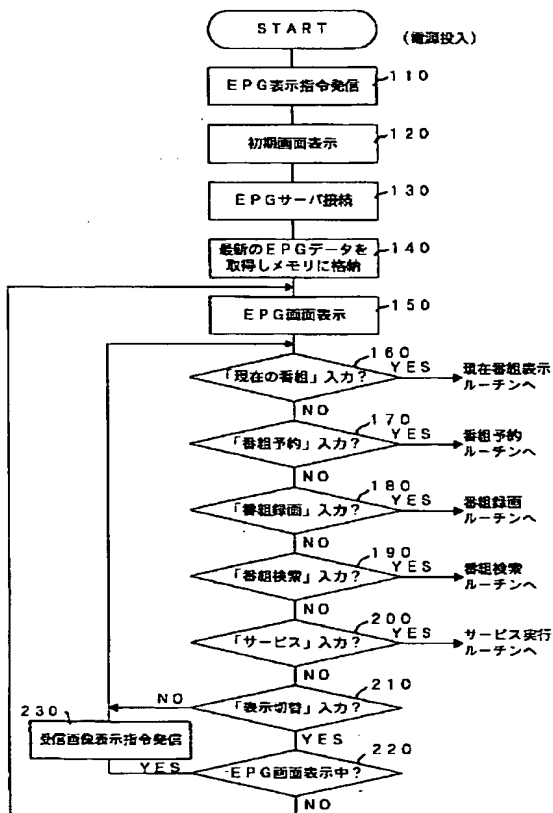 START
(電源投入)
EPG表示指令発信
110
初期画面表示
120
EPGサーバ接続
130
最新のEPGデータを
取得しメモリに格納
140
EPG画面表示
150
「現在の番組」入力?
160
YES
現在番組表示
ルーチンへ
NO
「番組予約」入力?
170
YES
番組予約
ルーチンへ
NO
「番組録画」入力?
180
YES
番組録画
ルーチンへ
NO
「番組検索」入力?
190
YES
番組検索
ルーチンへ
NO
「サービス」入力?
200
YES
サービス実行
ルーチンへ
NO
「表示切替」入力?
210
NO
YES
230
受信画像表示指令発信
EPG画面表示中?
220
YES
NO